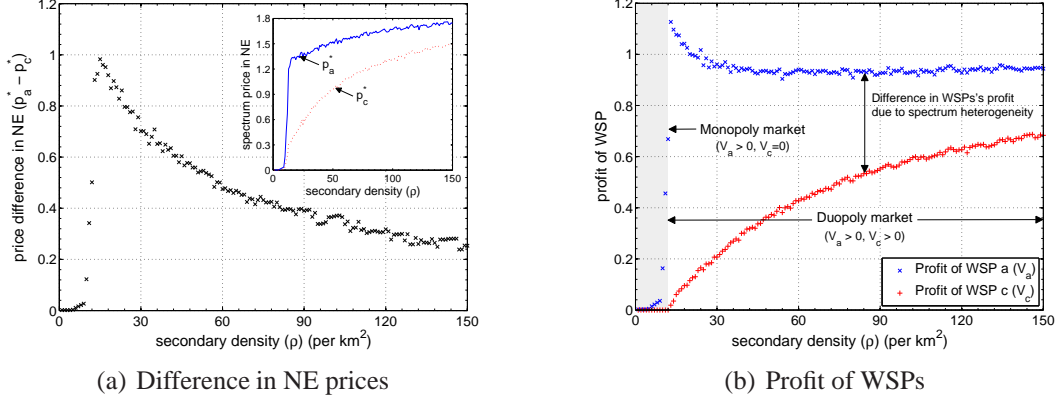 price difference in NE (p*a − p*c)
1.2
1
0.8
0.6
0.4
0.2
0
0 30 60 90 120 150
secondary density (ρ) (per km2)
spectrum price in NE
1.8
1.5
1.2
0.9
0.6
0.3
0
0 50 100 150
secondary density (ρ)
p*a
p*c
(a) Difference in NE prices
profit of WSP
1.2
1
0.8
0.6
0.4
0.2
0
0 30 60 90 120 150
secondary density (ρ) (per km2)
Monopoly market
(Va > 0, Vc=0)
Difference in WSPs's profit
due to spectrum heterogeneity
Duopoly market
(Va > 0, Vc > 0)
Profit of WSP a (Va)
Profit of WSP c (Vc)
(b) Profit of WSPs